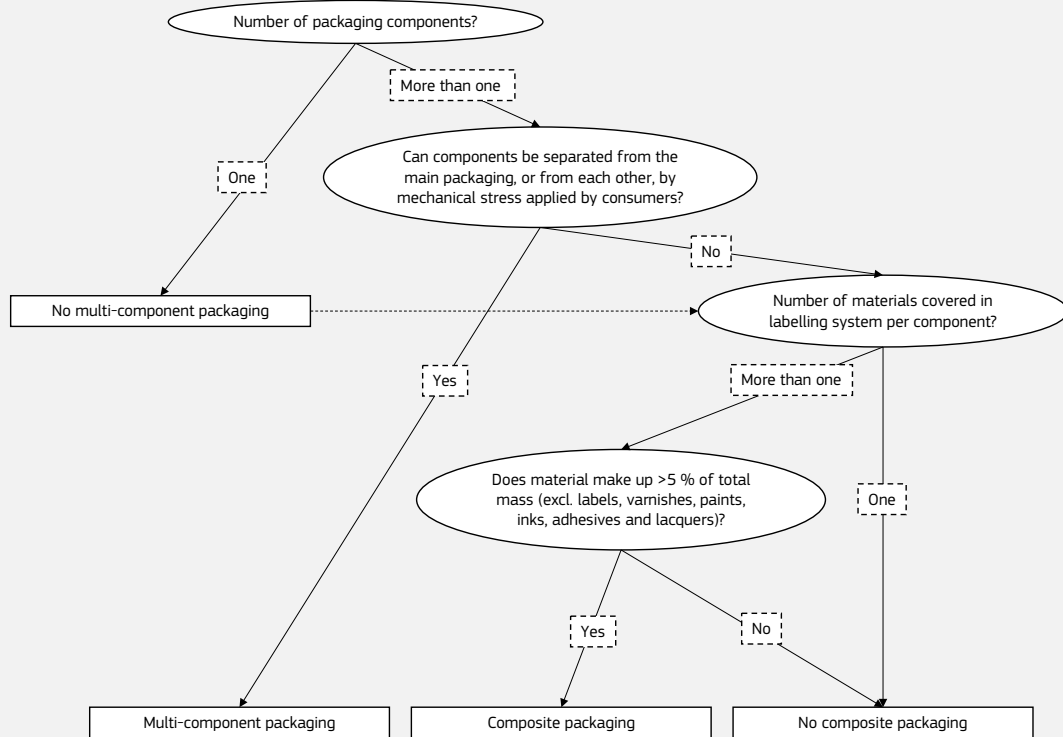 Number of packaging components?
More than one
Can components be separated from the
main packaging, or from each other, by
mechanical stress applied by consumers?
One
No
No multi-component packaging
Number of materials covered in
labelling system per component?
Yes
More than one
Does material make up >5 % of total
mass (excl. labels, varnishes, paints,
inks, adhesives and lacquers)?
One
Yes
No
Multi-component packaging
Composite packaging
No composite packaging